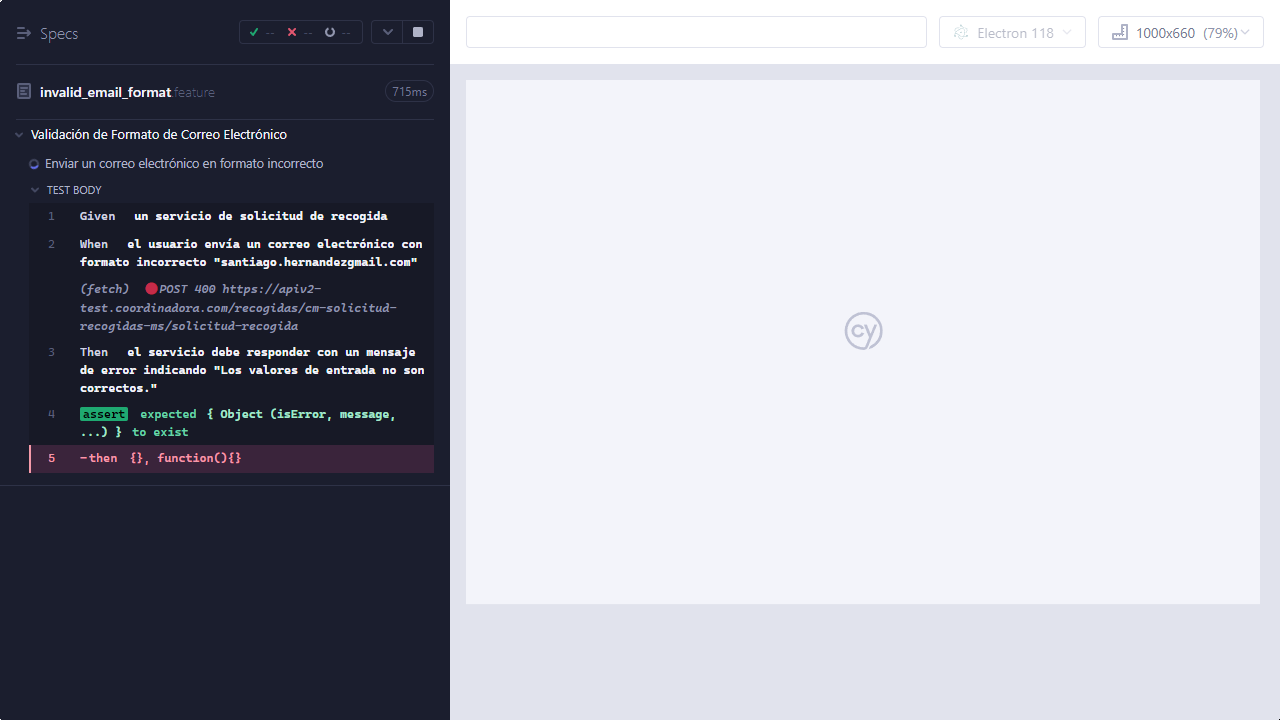 Specs
--
--
--
Electron 118
1000x660 (79%)
invalid_email_format.feature
715ms
Validación de Formato de Correo Electrónico
Enviar un correo electrónico en formato incorrecto
TEST BODY
1 Given un servicio de solicitud de recogida
2 When el usuario envía un correo electrónico con
formato incorrecto "santiago.hernandezgmail.com"
(fetch) POST 400 https://apiv2-
test.coordinadora.com/recogidas/cm-solicitud-
recogidas-ms/solicitud-recogida
3 Then el servicio debe responder con un mensaje
de error indicando "Los valores de entrada no son
correctos."
4 assert expected { Object (isError, message,
...) } to exist
5 -then {}, function(){}
cy